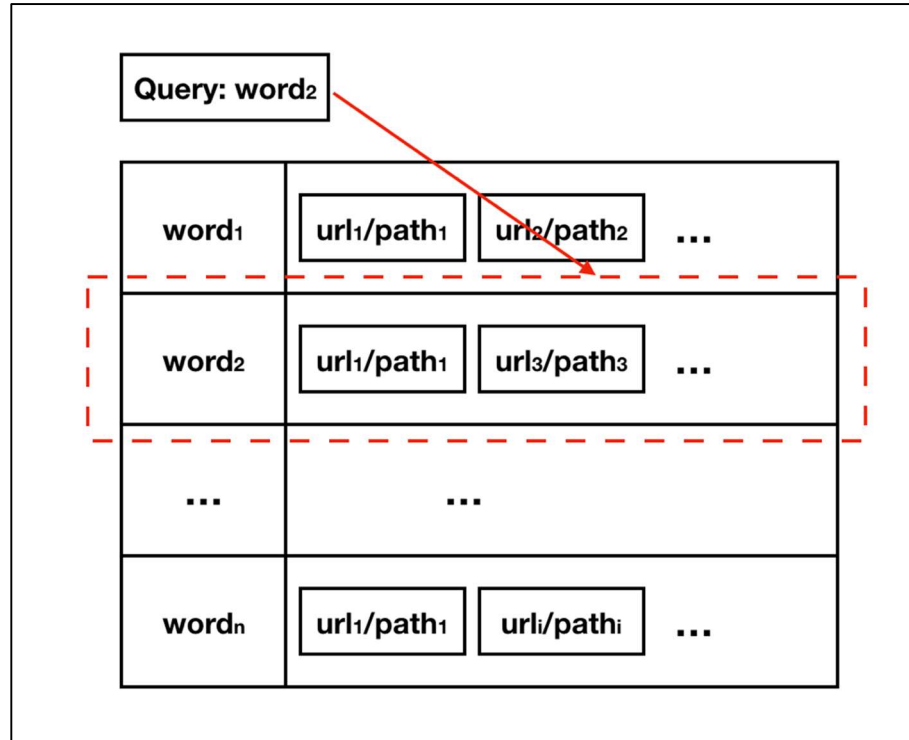 Query: word₂
word₁ url₁/path₁ url₂/path₂ ...
word₂ url₁/path₁ url₃/path₃ ...
... ...
wordₙ url₁/path₁ urlᵢ/pathᵢ ...